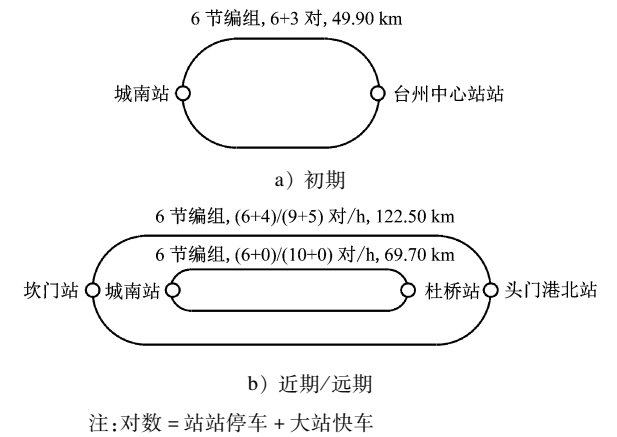 6 节编组, 6+3 对, 49.90 km
城南站 台州中心站站
a) 初期
6 节编组, (6+4)/(9+5) 对/h, 122.50 km
6 节编组, (6+0)/(10+0) 对/h, 69.70 km
坎门站 城南站 杜桥站 头门港北站
b) 近期/远期
注:对数 = 站站停车 + 大站快车